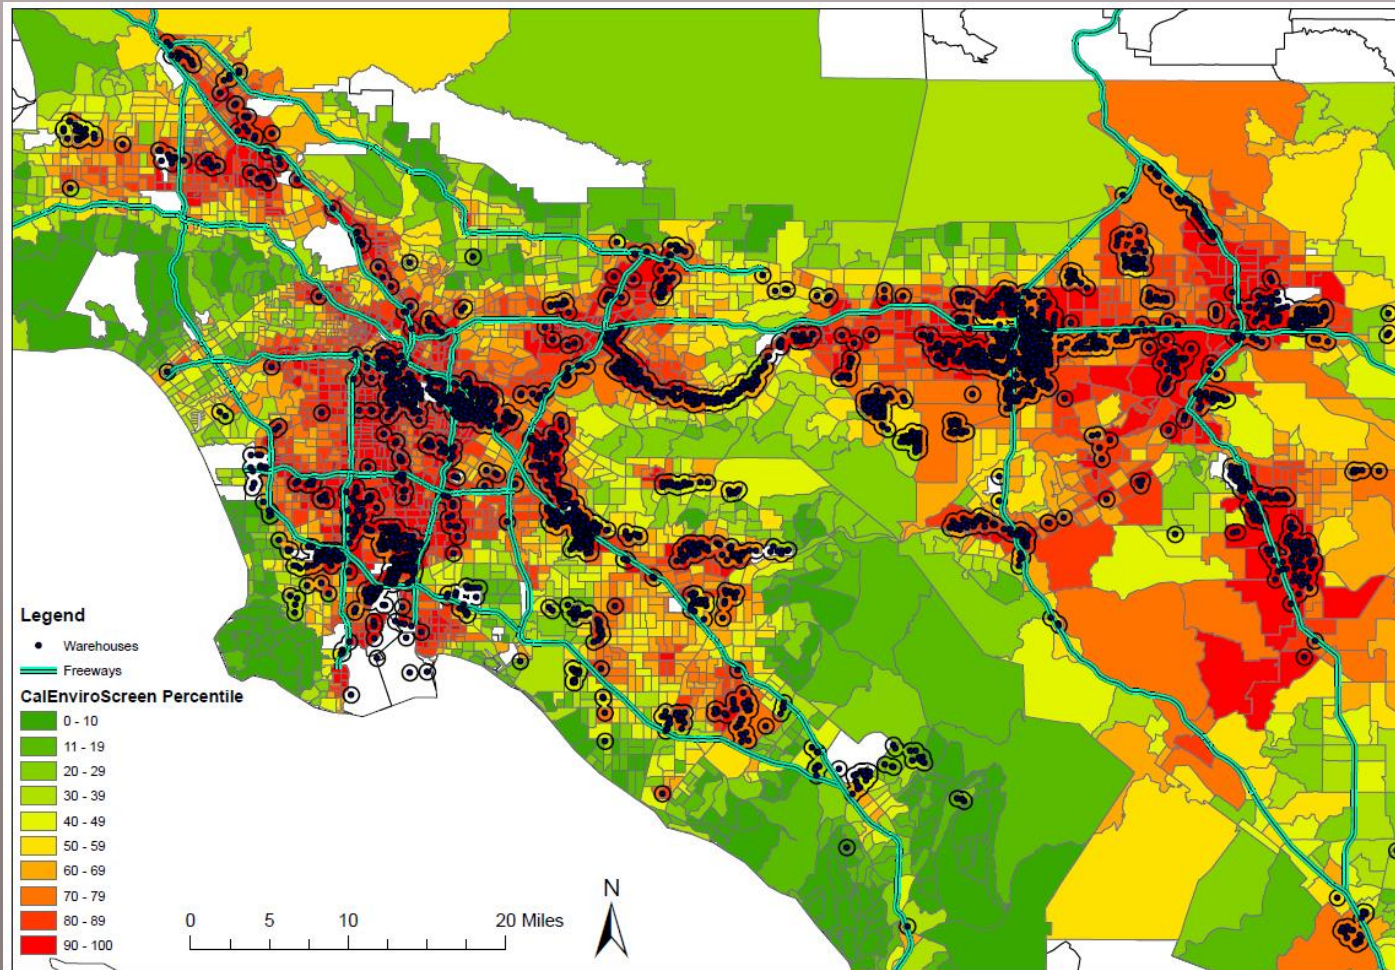 Legend
Warehouses
Freeways
CalEnviroScreen Percentile
0 - 10
11 - 19
20 - 29
30 - 39
40 - 49
50 - 59
60 - 69
70 - 79
80 - 89
90 - 100
0 5 10 20 Miles
N